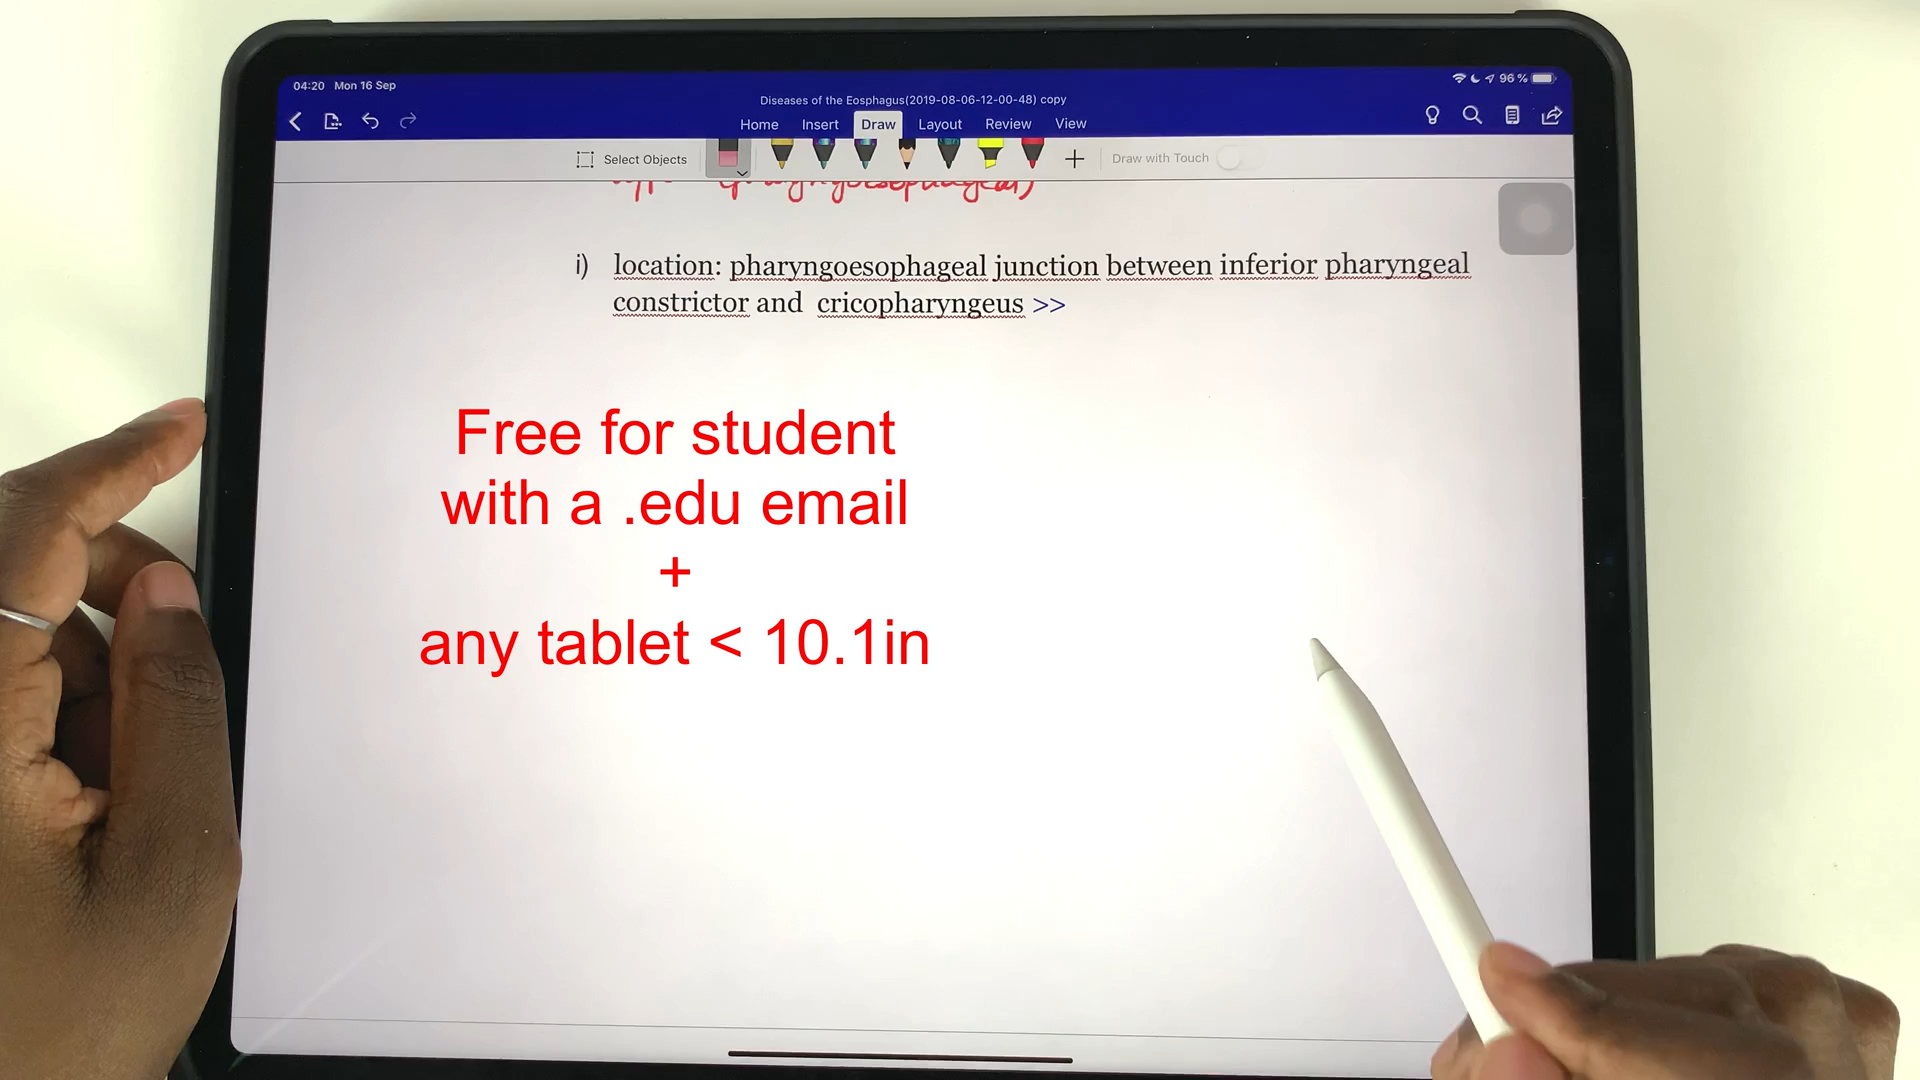 04:20 Mon 16 Sep
96 %
Diseases of the Eosphagus(2019-08-06-12-00-48) copy
Home Insert Draw Layout Review View
Select Objects
Draw with Touch
i) location: pharyngoesophageal junction between inferior pharyngeal
constrictor and cricopharyngeus >>
Free for student
with a .edu email
+
any tablet < 10.1in